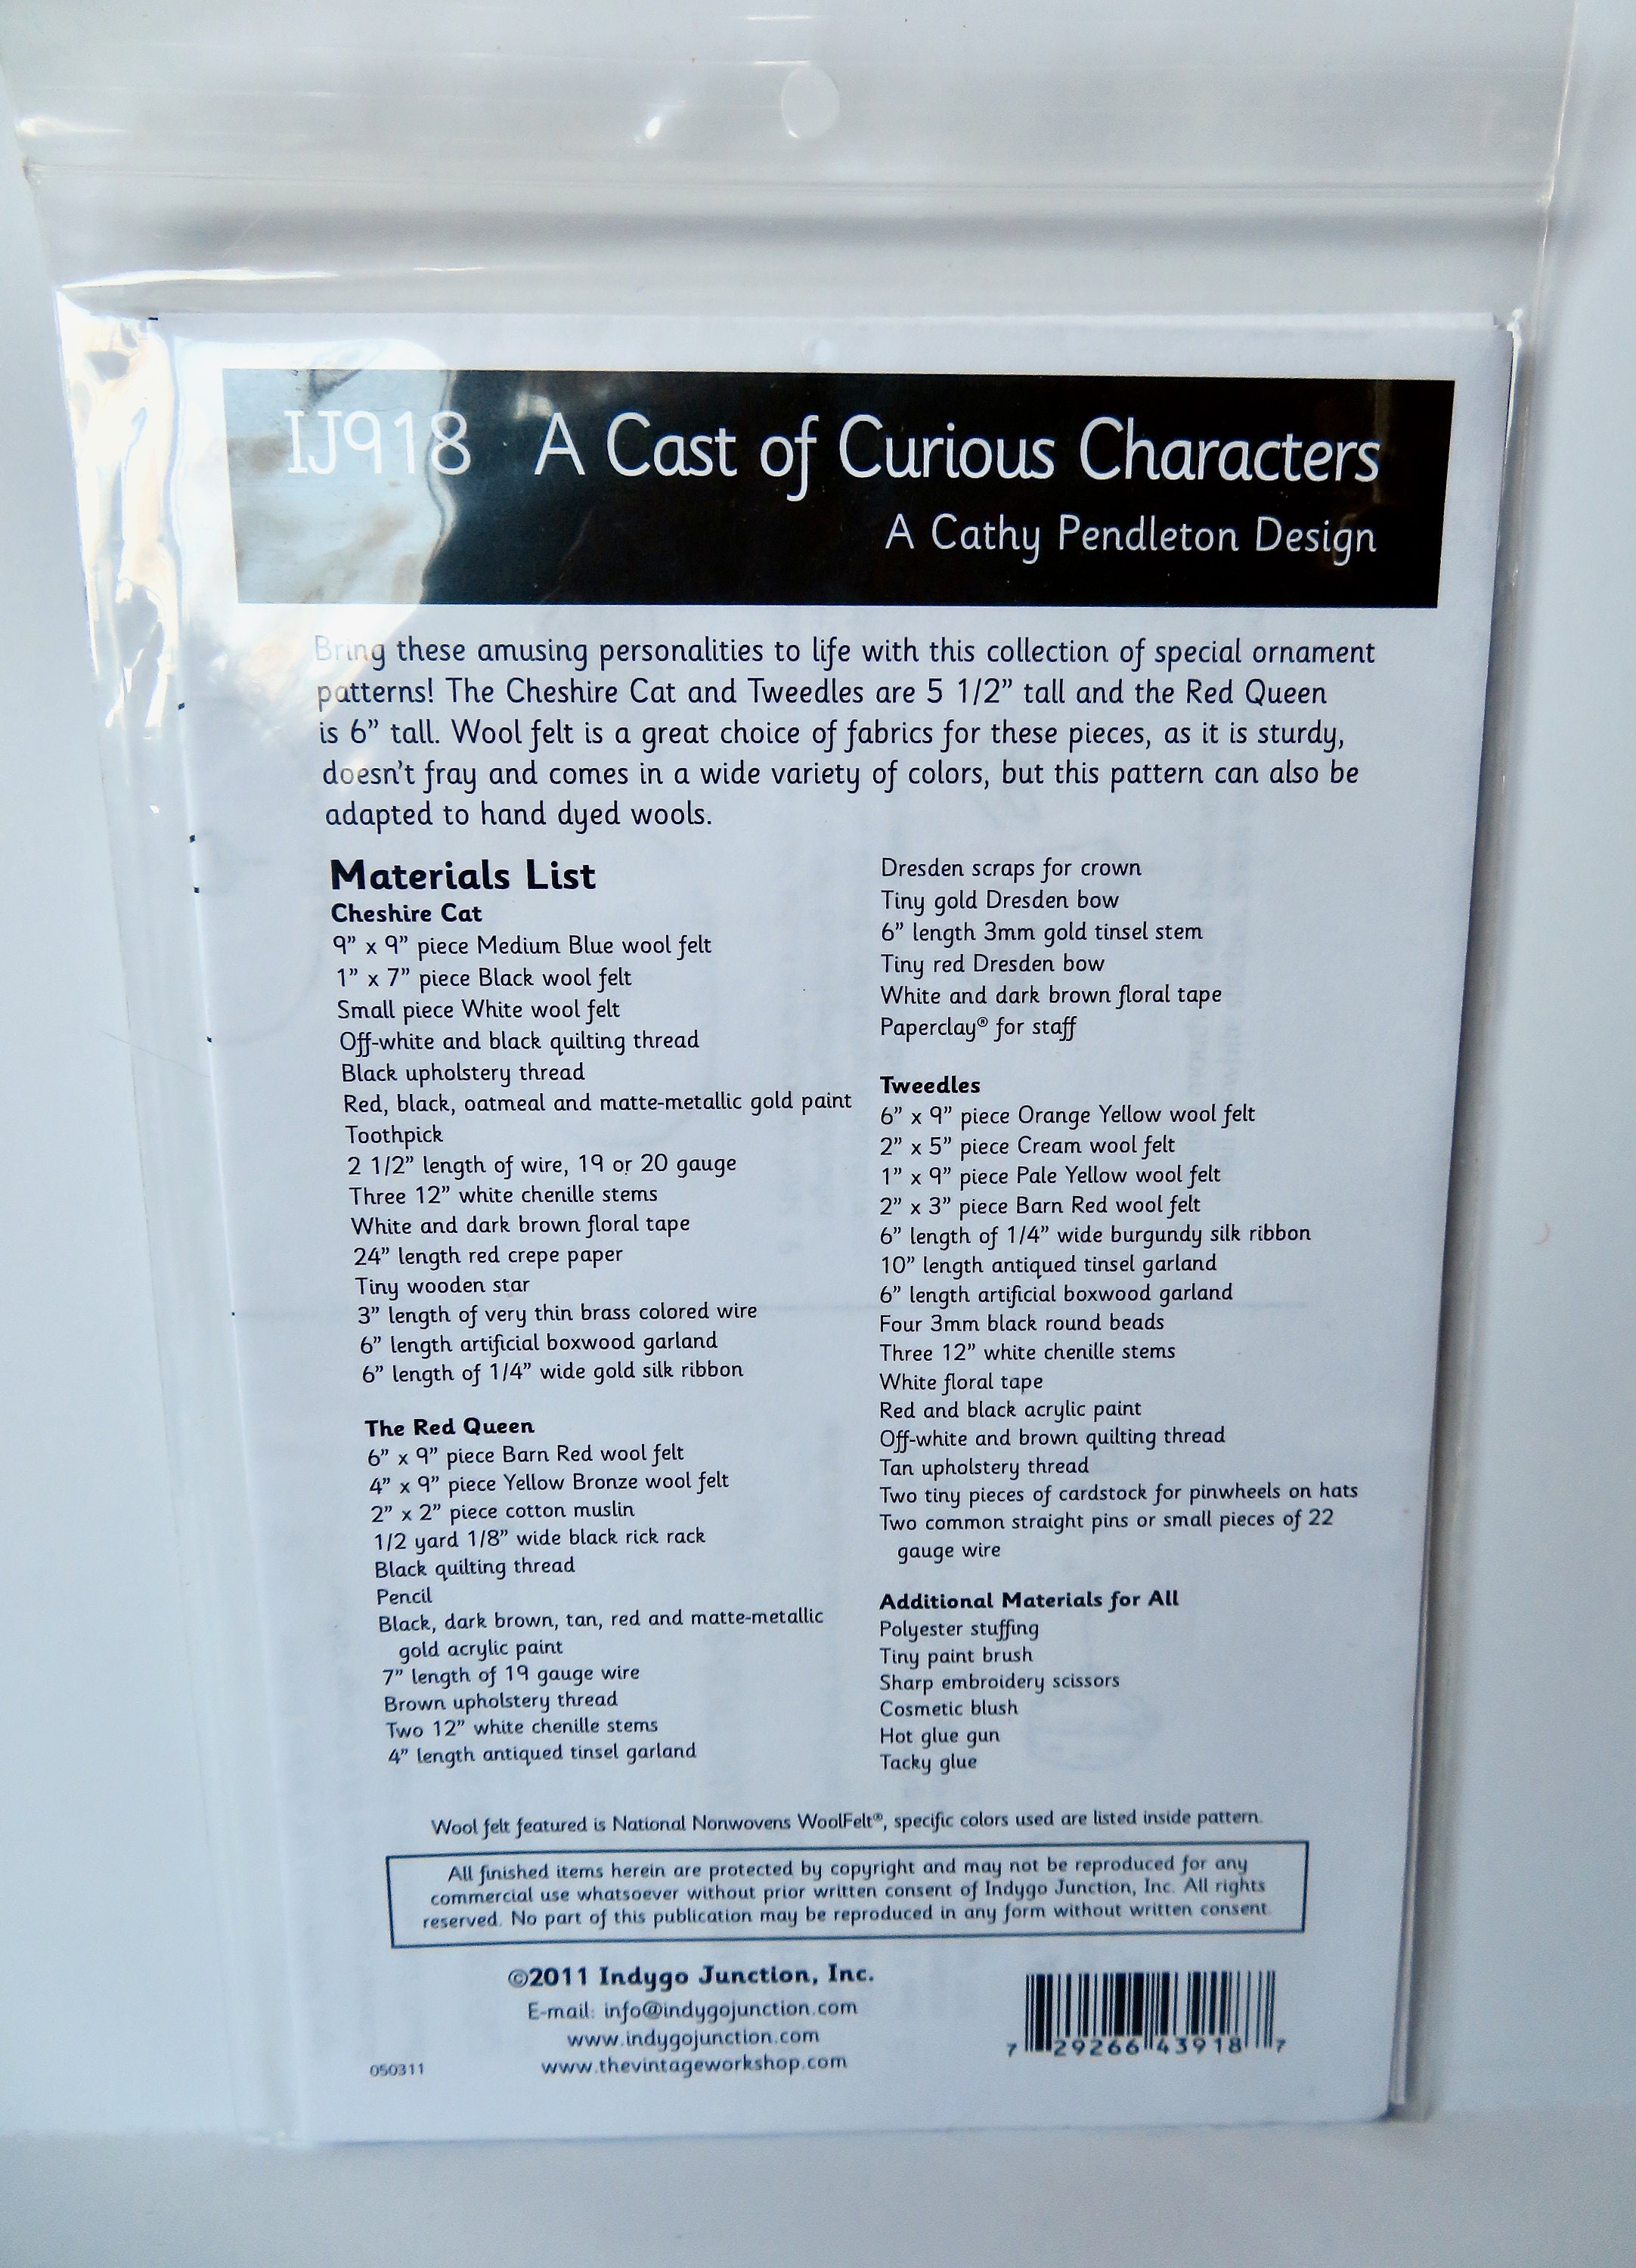 IJ918 A Cast of Curious Characters
A Cathy Pendleton Design
Bring these amusing personalities to life with this collection of special ornament
patterns! The Cheshire Cat and Tweedles are 5 1/2” tall and the Red Queen
is 6” tall. Wool felt is a great choice of fabrics for these pieces, as it is sturdy,
doesn’t fray and comes in a wide variety of colors, but this pattern can also be
adapted to hand dyed wools.
Materials List
Cheshire Cat
9” x 9” piece Medium Blue wool felt
1” x 7” piece Black wool felt
Small piece White wool felt
Off-white and black quilting thread
Black upholstery thread
Red, black, oatmeal and matte-metallic gold paint
Toothpick
2 1/2” length of wire, 19 or 20 gauge
Three 12” white chenille stems
White and dark brown floral tape
24” length red crepe paper
Tiny wooden star
3” length of very thin brass colored wire
6” length artificial boxwood garland
6” length of 1/4” wide gold silk ribbon
The Red Queen
6” x 9” piece Barn Red wool felt
4” x 9” piece Yellow Bronze wool felt
2” x 2” piece cotton muslin
1/2 yard 1/8” wide black rick rack
Black quilting thread
Pencil
Black, dark brown, tan, red and matte-metallic
gold acrylic paint
7” length of 19 gauge wire
Brown upholstery thread
Two 12” white chenille stems
4” length antiqued tinsel garland
Dresden scraps for crown
Tiny gold Dresden bow
6” length 3mm gold tinsel stem
Tiny red Dresden bow
White and dark brown floral tape
Paperclay® for staff
Tweedles
6” x 9” piece Orange Yellow wool felt
2” x 5” piece Cream wool felt
1” x 9” piece Pale Yellow wool felt
2” x 3” piece Barn Red wool felt
6” length of 1/4” wide burgundy silk ribbon
10” length antiqued tinsel garland
6” length artificial boxwood garland
Four 3mm black round beads
Three 12” white chenille stems
White floral tape
Red and black acrylic paint
Off-white and brown quilting thread
Tan upholstery thread
Two tiny pieces of cardstock for pinwheels on hats
Two common straight pins or small pieces of 22
gauge wire
Additional Materials for All
Polyester stuffing
Tiny paint brush
Sharp embroidery scissors
Cosmetic blush
Hot glue gun
Tacky glue
Wool felt featured is National Nonwovens WoolFelt®, specific colors used are listed inside pattern.
All finished items herein are protected by copyright and may not be reproduced for any
commercial use whatsoever without prior written consent of Indygo Junction, Inc. All rights
reserved. No part of this publication may be reproduced in any form without written consent.
©2011 Indygo Junction, Inc.
E-mail: info@indygojunction.com
www.indygojunction.com
www.thevintageworkshop.com
050311
7 29266 43918 7